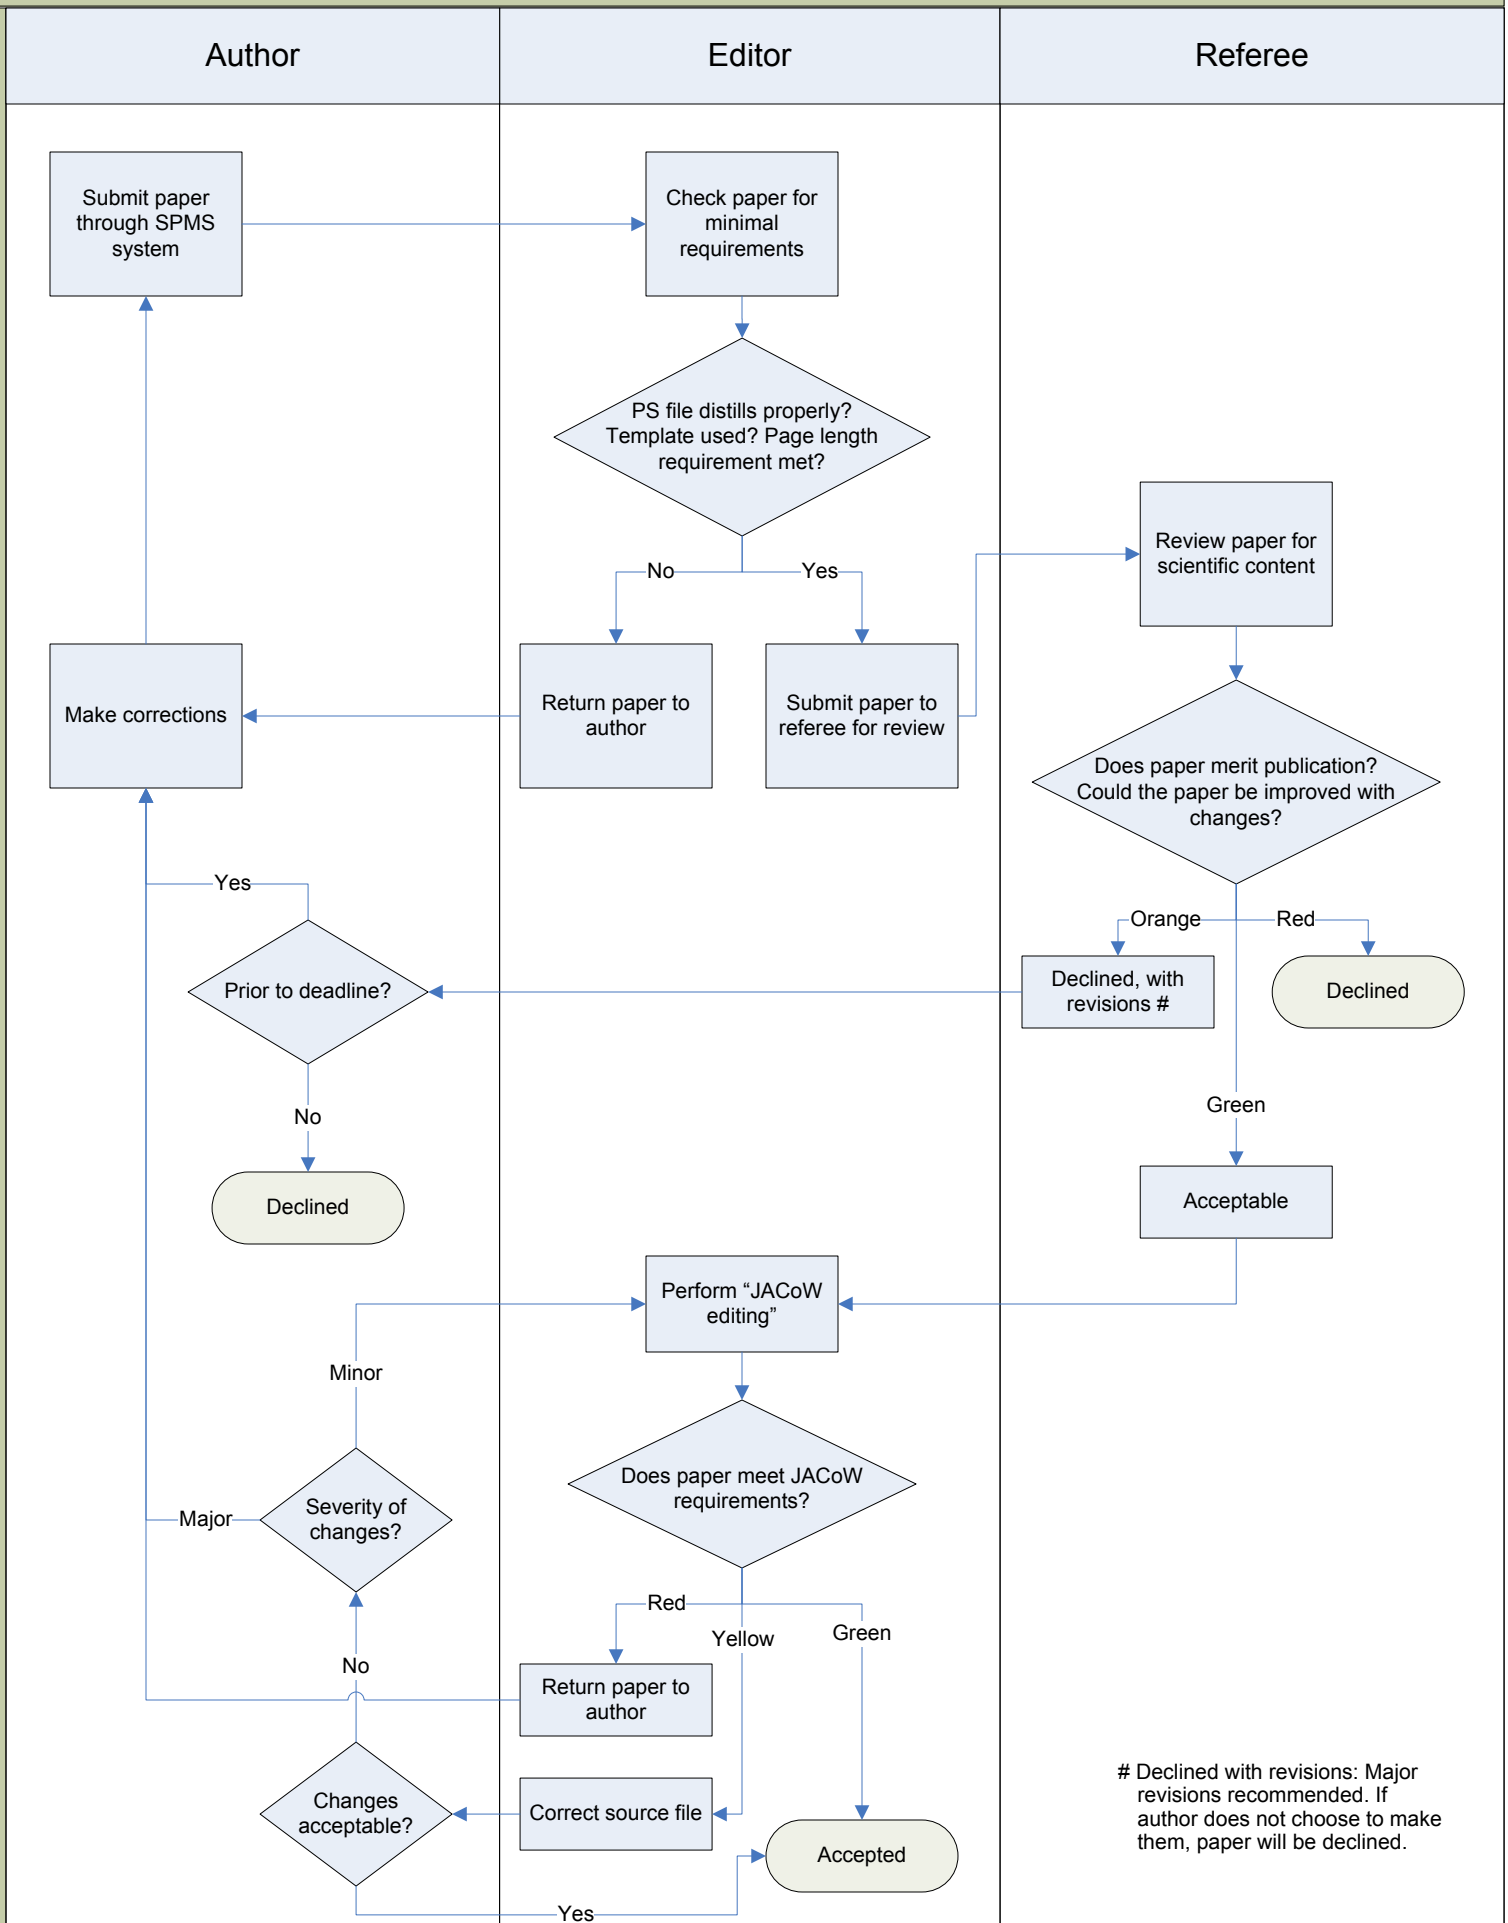 Author
Editor
Referee
Submit paper
through SPMS
system
Check paper for
minimal
requirements
PS file distills properly?
Template used? Page length
requirement met?
No
Yes
Review paper for
scientific content
Make corrections
Return paper to
author
Submit paper to
referee for review
Does paper merit publication?
Could the paper be improved with
changes?
Yes
Orange
Red
Prior to deadline?
Declined, with
revisions #
Declined
No
Green
Declined
Acceptable
Perform “JACoW
editing”
Minor
Does paper meet JACoW
requirements?
Major
Severity of
changes?
Red
Yellow
Green
No
Return paper to
author
Changes
acceptable?
Correct source file
Accepted
Yes
# Declined with revisions: Major
revisions recommended. If
author does not choose to make
them, paper will be declined.